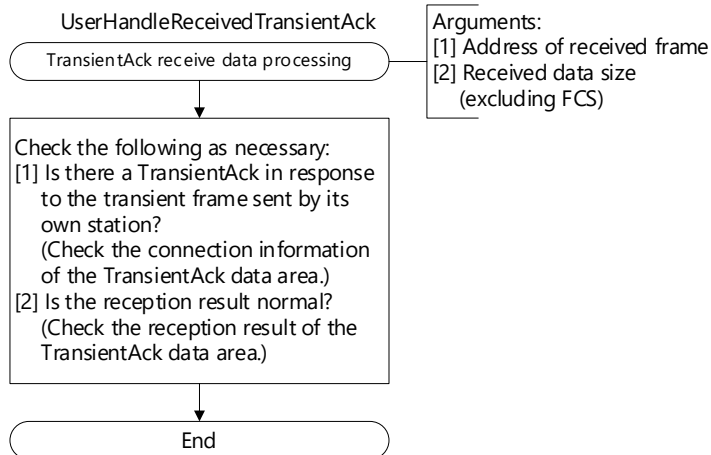 UserHandleReceivedTransientAck
TransientAck receive data processing
Arguments:
[1] Address of received frame
[2] Received data size
(excluding FCS)
Check the following as necessary:
[1] Is there a TransientAck in response
to the transient frame sent by its
own station?
(Check the connection information
of the TransientAck data area.)
[2] Is the reception result normal?
(Check the reception result of the
TransientAck data area.)
End